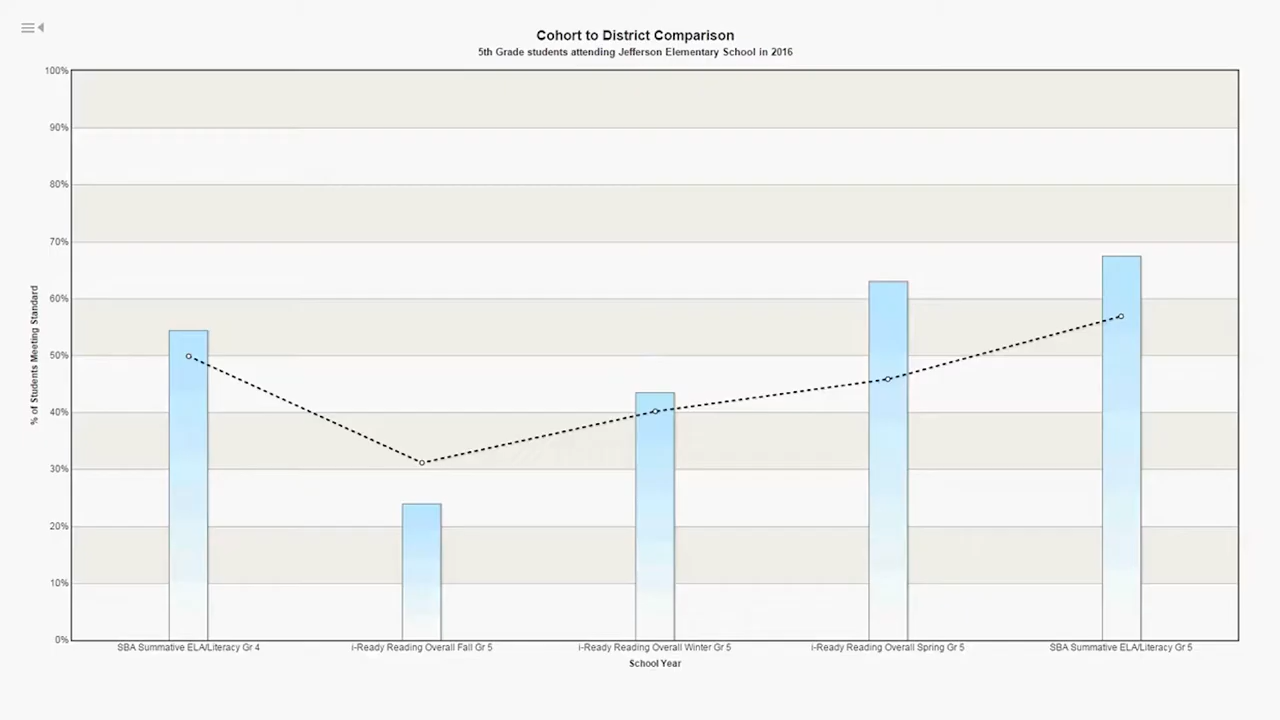 Cohort to District Comparison
5th Grade students attending Jefferson Elementary School in 2016
100%
90%
80%
70%
60%
50%
40%
30%
20%
10%
0%
% of Students Meeting Standard
SBA Summative ELA/Literacy Gr 4
i-Ready Reading Overall Fall Gr 5
i-Ready Reading Overall Winter Gr 5
i-Ready Reading Overall Spring Gr 5
SBA Summative ELA/Literacy Gr 5
School Year